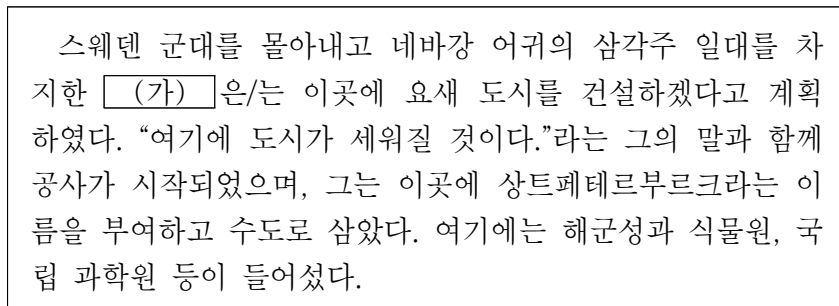 스웨덴 군대를 몰아내고 네바강 어귀의 삼각주 일대를 차
지한 (가) 은/는 이곳에 요새 도시를 건설하겠다고 계획
하였다. “여기에 도시가 세워질 것이다.”라는 그의 말과 함께
공사가 시작되었으며, 그는 이곳에 상트페테르부르크라는 이
름을 부여하고 수도로 삼았다. 여기에는 해군성과 식물원, 국
립 과학원 등이 들어섰다.